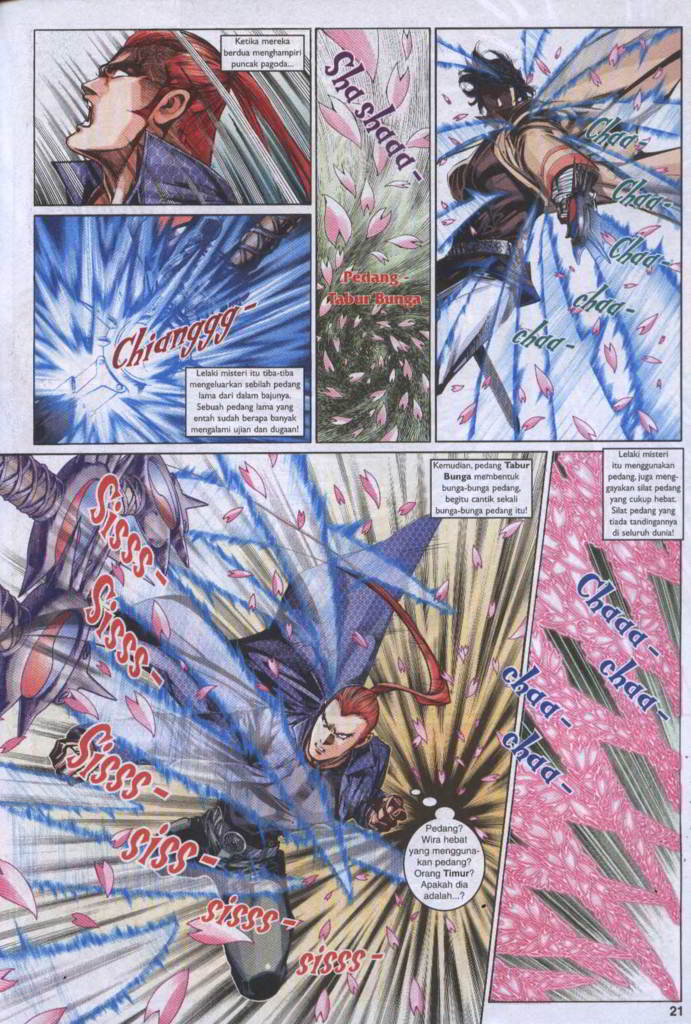 Ketika mereka
berdua menghampiri
puncak pagoda...
Chianggg-
Lelaki misteri itu tiba-tiba
mengeluarkan sebilah pedang
lama dari dalam bajunya.
Sebuah pedang lama yang
entah sudah berapa banyak
mengalami ujian dan dugaan!
Sha shaaaa-
Pedang -
Tabur Bunga
Chaa-
Chaa-
Chaa-
chaa-
chaa-
Kemudian, pedang Tabur
Bunga membentuk
bunga-bunga pedang,
begitu cantik sekali
bunga-bunga pedang itu!
Sisss-
Sisss-
Sisss-
siss-
sisss-
sisss-
Pedang?
Wira hebat
yang mengguna-
kan pedang?
Orang Timur?
Apakah dia
adalah...?
Lelaki misteri
itu menggunakan
pedang, juga meng-
gayakan silat pedang
yang cukup hebat.
Silat pedang yang
tiada tandingannya
di seluruh dunia!
Chaaa-
chaa-
chaa-
chaa-
21